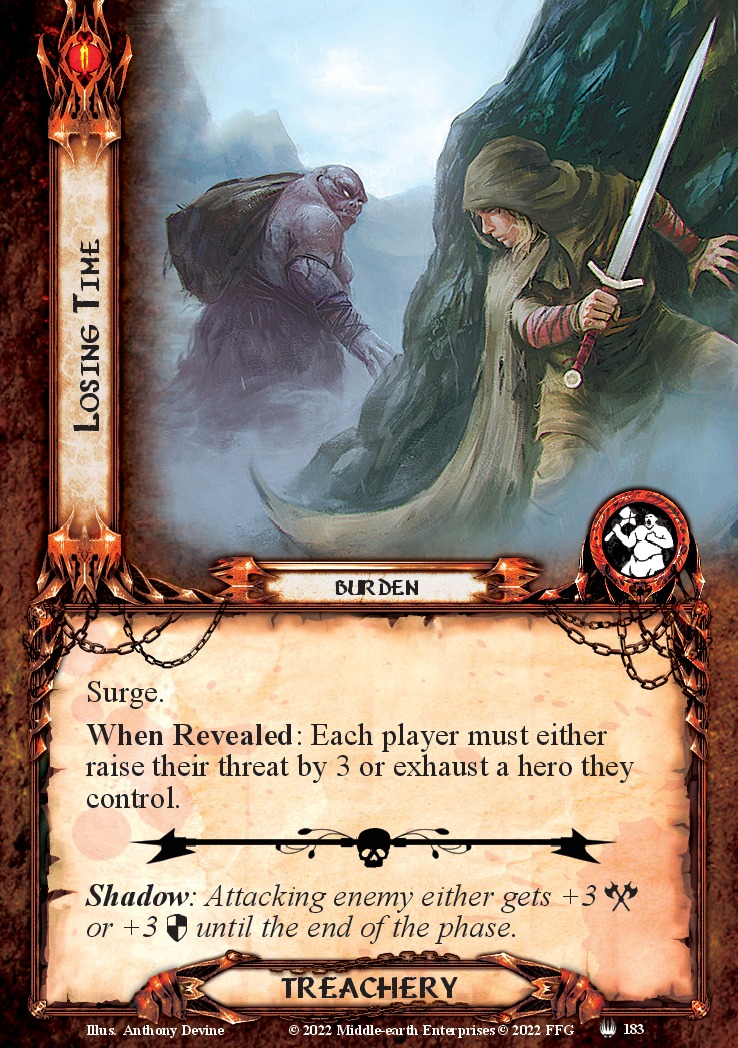 LOSING TIME
BURDEN
Surge.
When Revealed: Each player must either
raise their threat by 3 or exhaust a hero they
control.
Shadow: Attacking enemy either gets +3
or +3 until the end of the phase.
TREACHERY
Illus. Anthony Devine © 2022 Middle-earth Enterprises © 2022 FFG 183